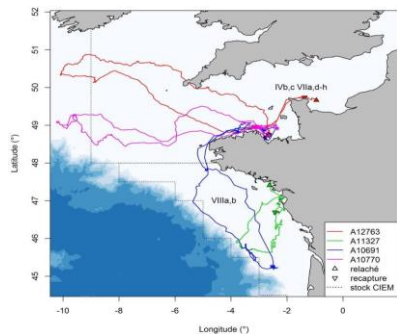 52
51
50
49
48
47
46
45
Latitude (°)
IVb,c VIIa,d-h
VIIIa,b
A12763
A11327
A10691
A10770
relaché
recapture
stock CIEM
-10 -8 -6 -4 -2 0 2
Longitude (°)